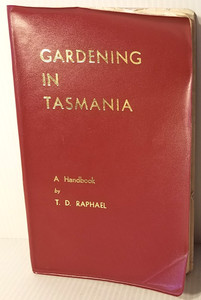 GARDENING
IN
TASMANIA
A Handbook
by
T. D. RAPHAEL